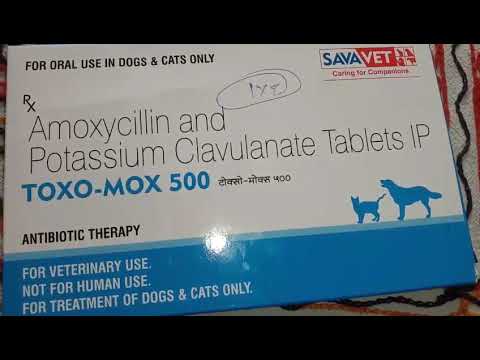 FOR ORAL USE IN DOGS & CATS ONLY
SAVAVET
Caring for Companions
Rx
Amoxycillin and
Potassium Clavulanate Tablets IP
TOXO-MOX 500 टोक्सो-मोक्स ५००
ANTIBIOTIC THERAPY
FOR VETERINARY USE.
NOT FOR HUMAN USE.
FOR TREATMENT OF DOGS & CATS ONLY.